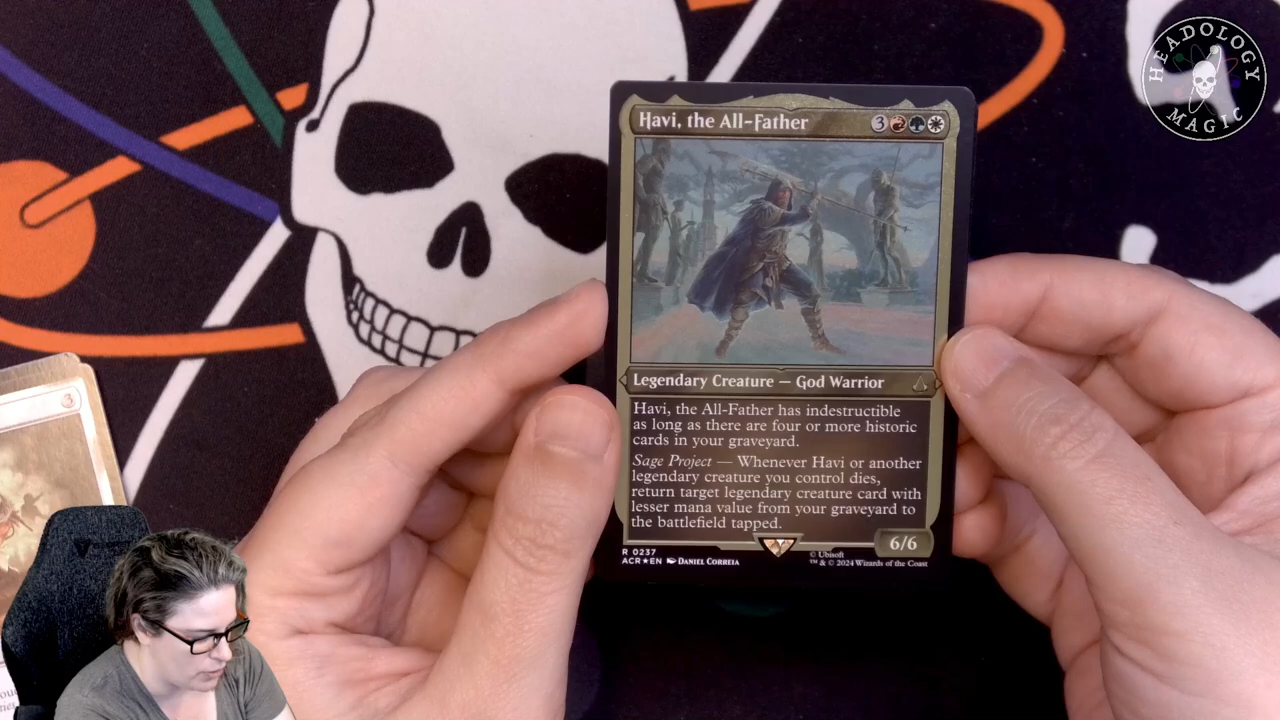 HEADOLOGY
MAGIC
Havi, the All-Father
3
Legendary Creature — God Warrior
Havi, the All-Father has indestructible
as long as there are four or more historic
cards in your graveyard.
Sage Project — Whenever Havi or another
legendary creature you control dies,
return target legendary creature card with
lesser mana value from your graveyard to
the battlefield tapped.
6/6
R 0237
ACR★EN Daniel Correia
© Ubisoft
™ & © 2024 Wizards of the Coast
3